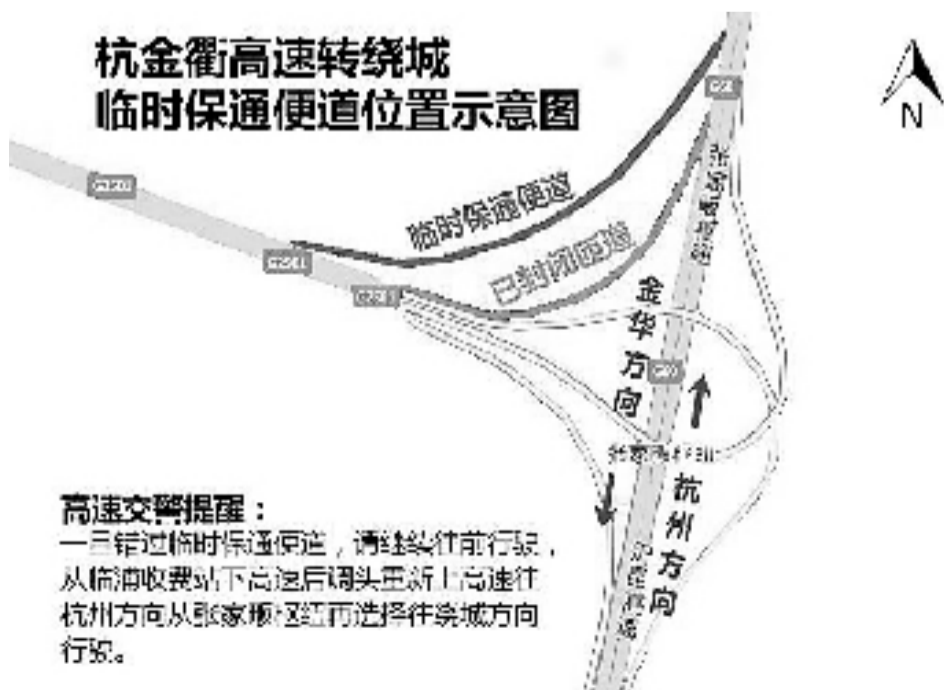 杭金衢高速转绕城
临时保通便道位置示意图
N
G2501
G2501
临时保通便道
已封闭匝道
金华方向
杭州方向
高速交警提醒：
一旦错过临时保通便道，请继续往前行驶，
从临浦收费站下高速后调头重新上高速往
杭州方向从张家畈枢纽再选择往绕城方向
行驶。